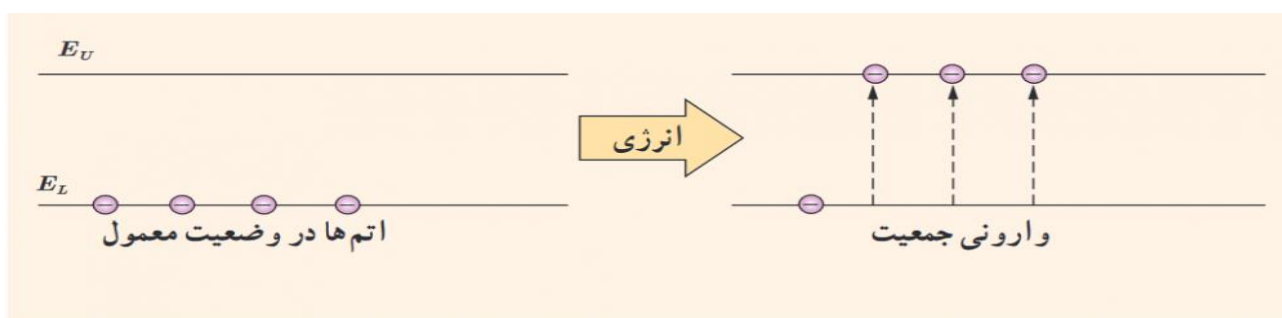 E_U
انرژی
E_L
اتم‌ها در وضعیت معمول
وارونی جمعیت